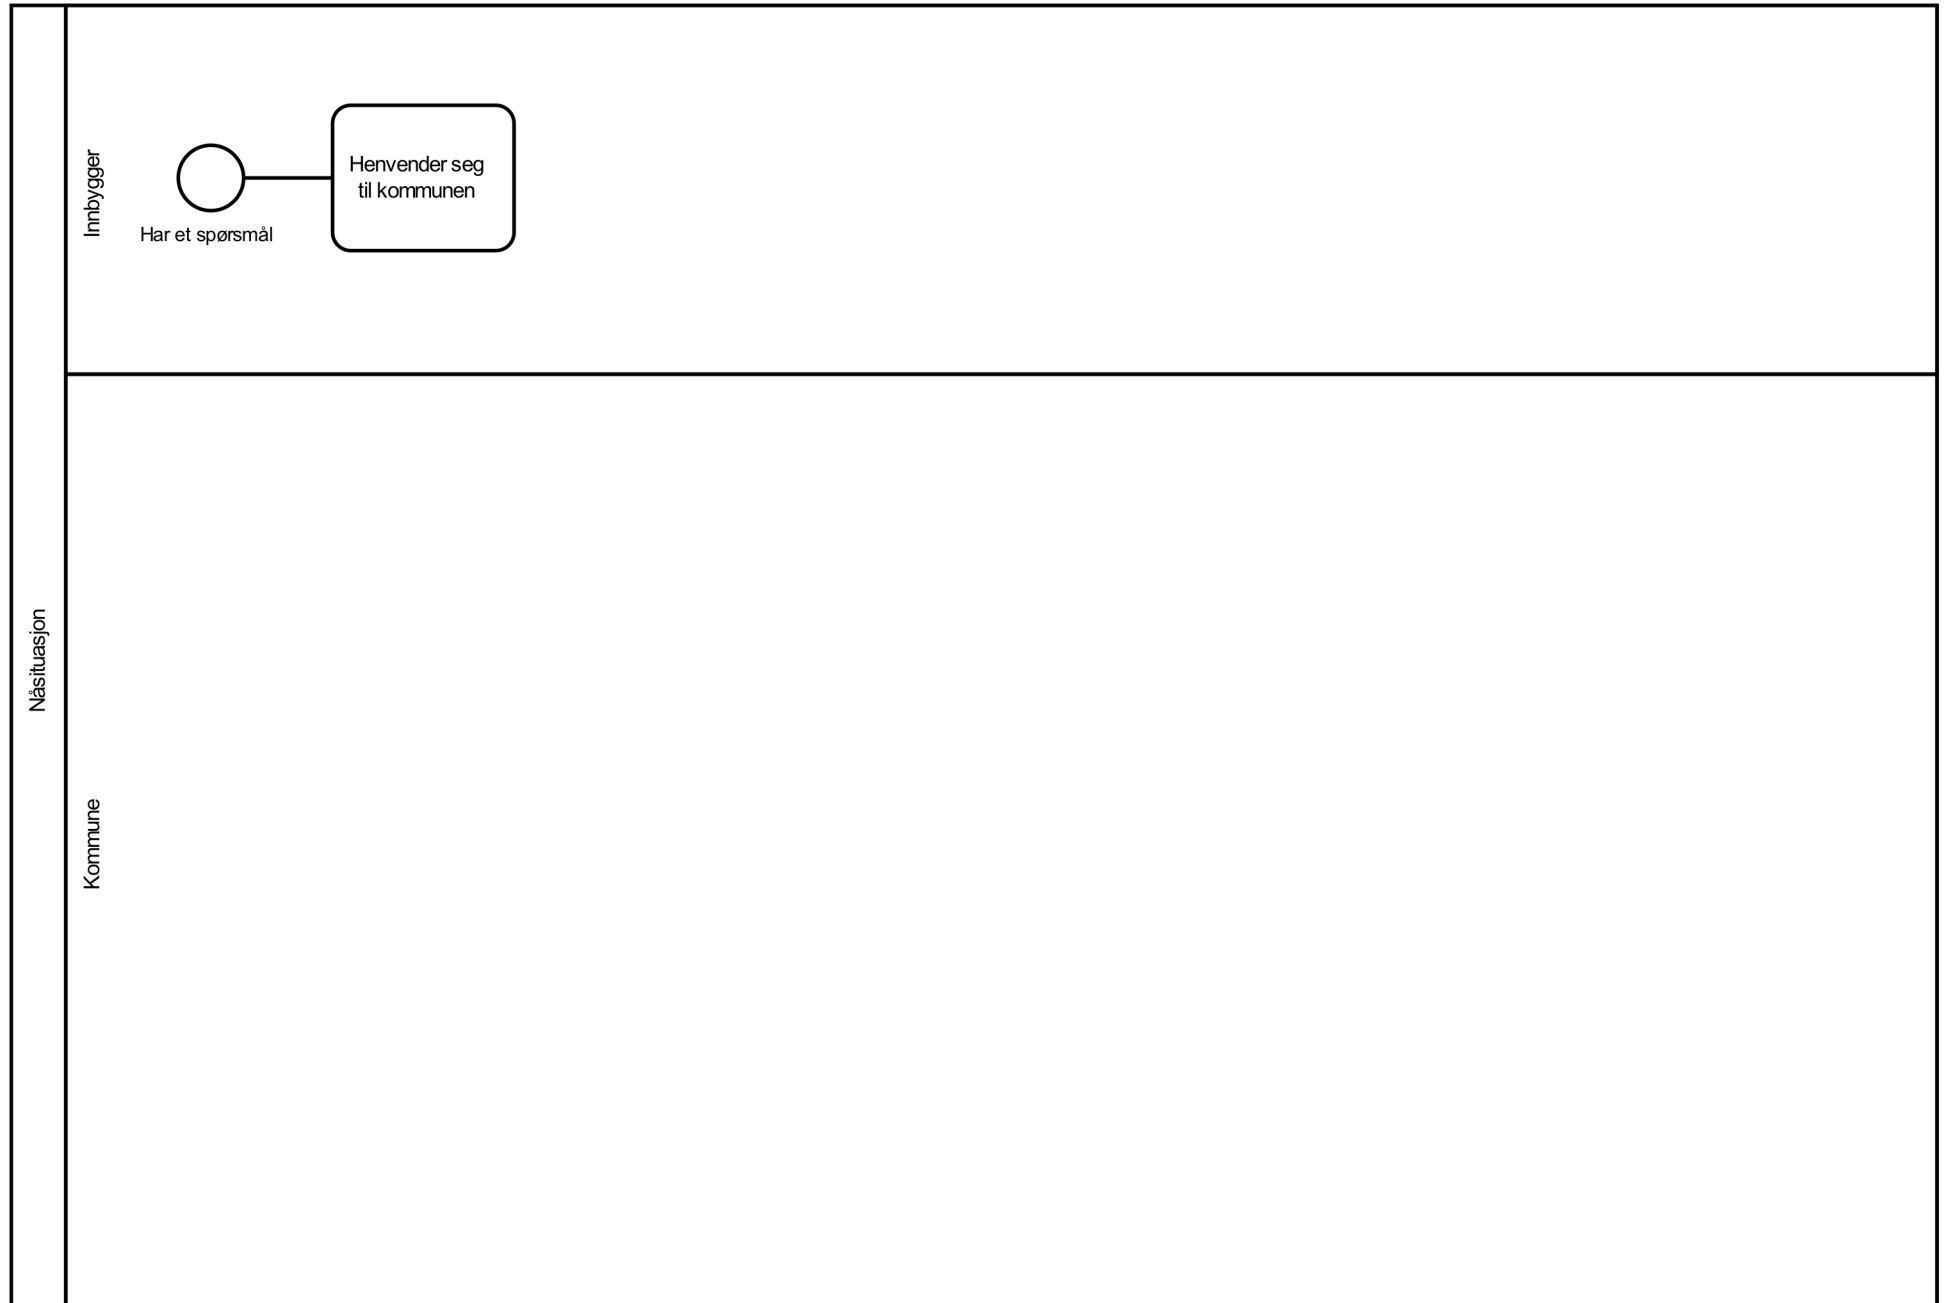 Nåsituasjon
Innbygger
Har et spørsmål
Henvender seg
til kommunen
Kommune